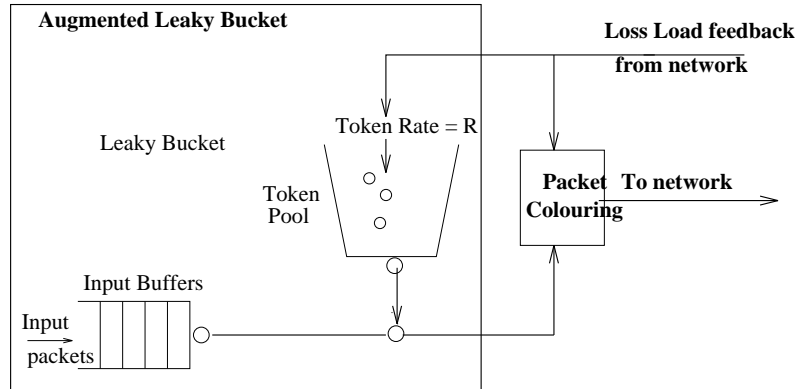 Augmented Leaky Bucket
Loss Load feedback
from network
Token Rate = R
Leaky Bucket
Token
Pool
Packet
Colouring
To network
Input Buffers
Input
packets